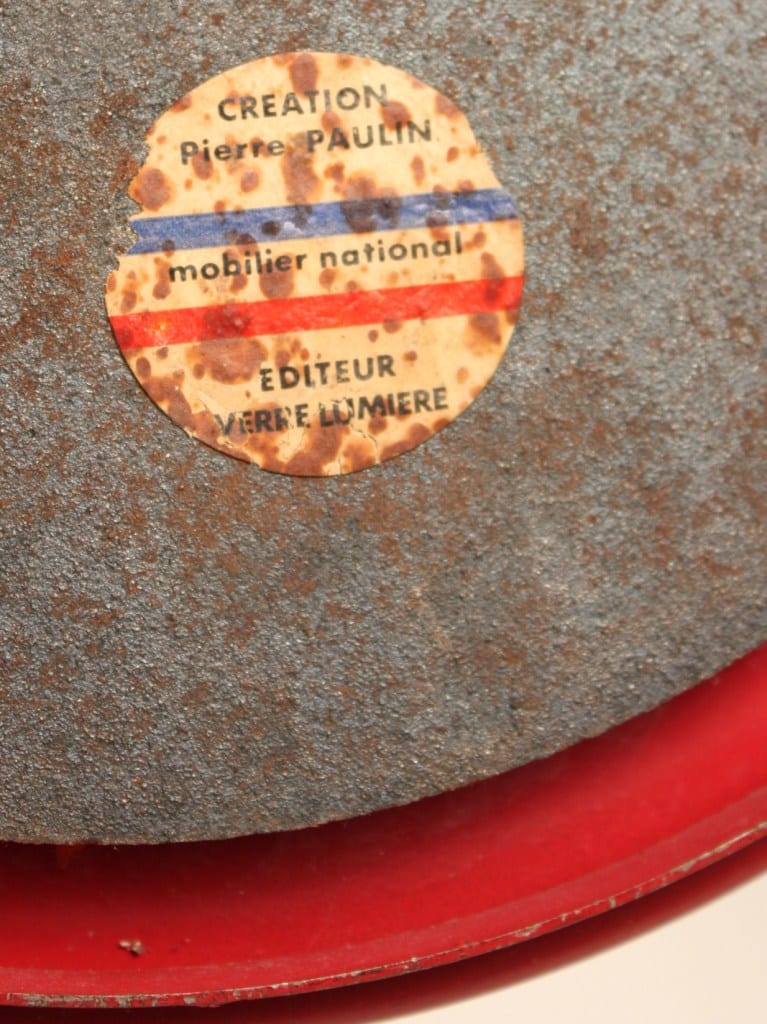 CREATION
Pierre PAULIN
mobilier national
EDITEUR
VERRE LUMIERE